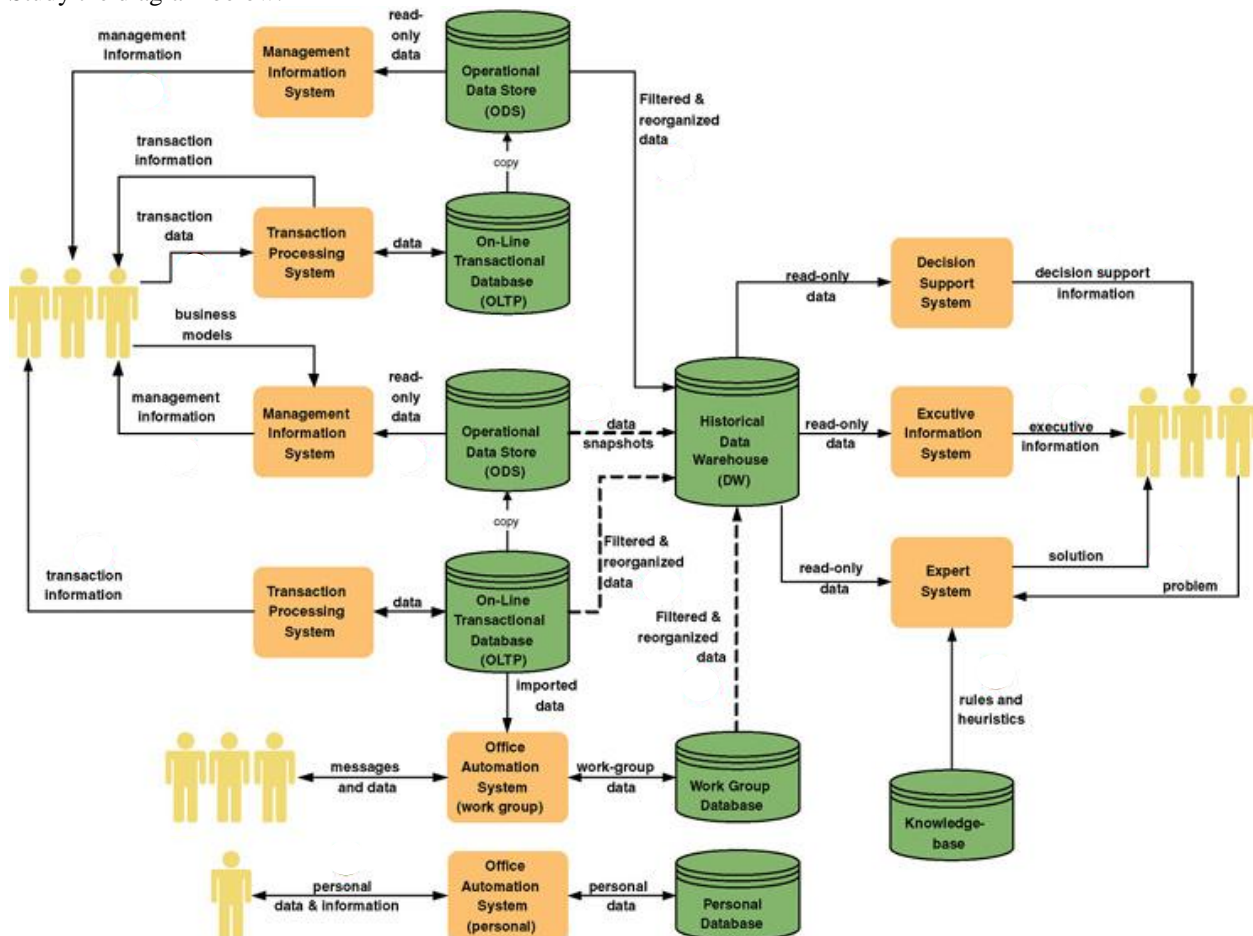 management
information
Management
Information
System
read-
only
data
Operational
Data Store
(ODS)
Filtered &
reorganized
data
copy
transaction
information
transaction
data
Transaction
Processing
System
data
On-Line
Transactional
Database
(OLTP)
business
models
management
information
Management
Information
System
read-
only
data
Operational
Data Store
(ODS)
data
snapshots
copy
Historical
Data
Warehouse
(DW)
read-only
data
Decision
Support
System
decision support
information
read-only
data
Excutive
Information
System
executive
information
read-only
data
Expert
System
solution
problem
rules and
heuristics
Knowledge-
base
transaction
information
Transaction
Processing
System
data
On-Line
Transactional
Database
(OLTP)
Filtered &
reorganized
data
Filtered &
reorganized
data
imported
data
messages
and data
Office
Automation
System
(work group)
work-group
data
Work Group
Database
personal
data & information
Office
Automation
System
(personal)
personal
data
Personal
Database